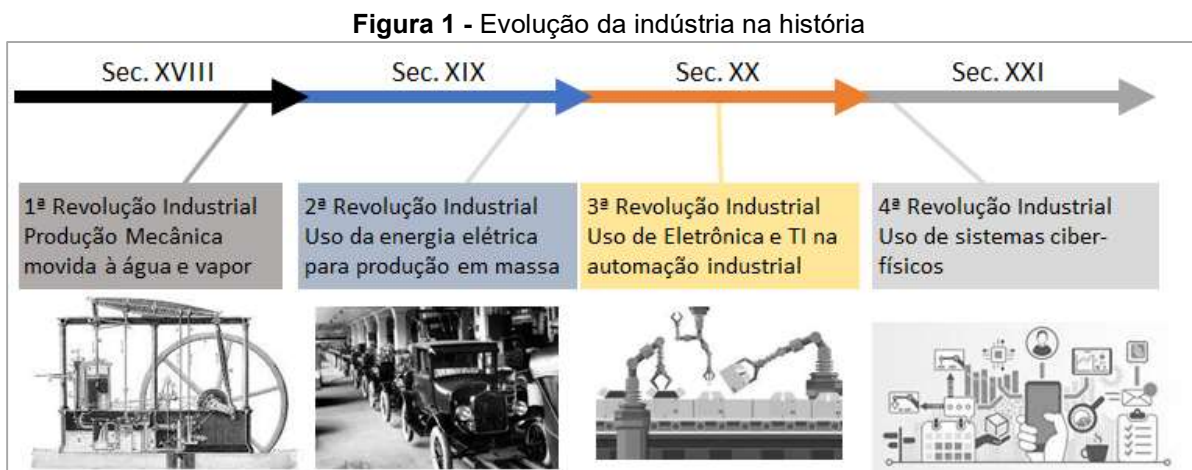 Figura 1 - Evolução da indústria na história
Sec. XVIII
Sec. XIX
Sec. XX
Sec. XXI
1ª Revolução Industrial
Produção Mecânica
movida à água e vapor
2ª Revolução Industrial
Uso da energia elétrica
para produção em massa
3ª Revolução Industrial
Uso de Eletrônica e TI na
automação industrial
4ª Revolução Industrial
Uso de sistemas ciber-
físicos